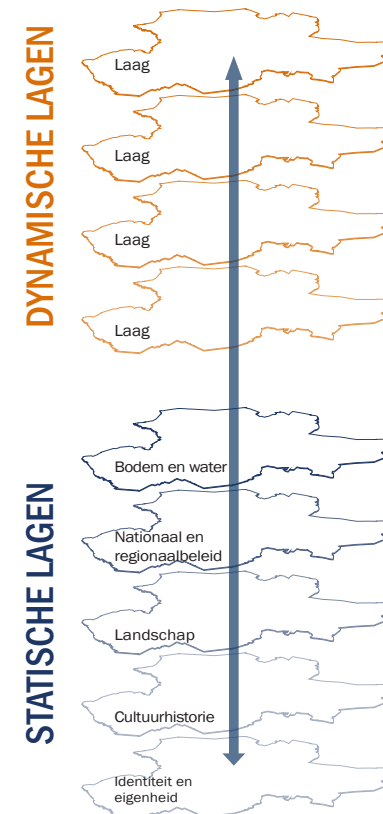 DYNAMISCHE LAGEN
Laag
Laag
Laag
Laag
STATISCHE LAGEN
Bodem en water
Nationaal en
regionaalbeleid
Landschap
Cultuurhistorie
Identiteit en
eigenheid